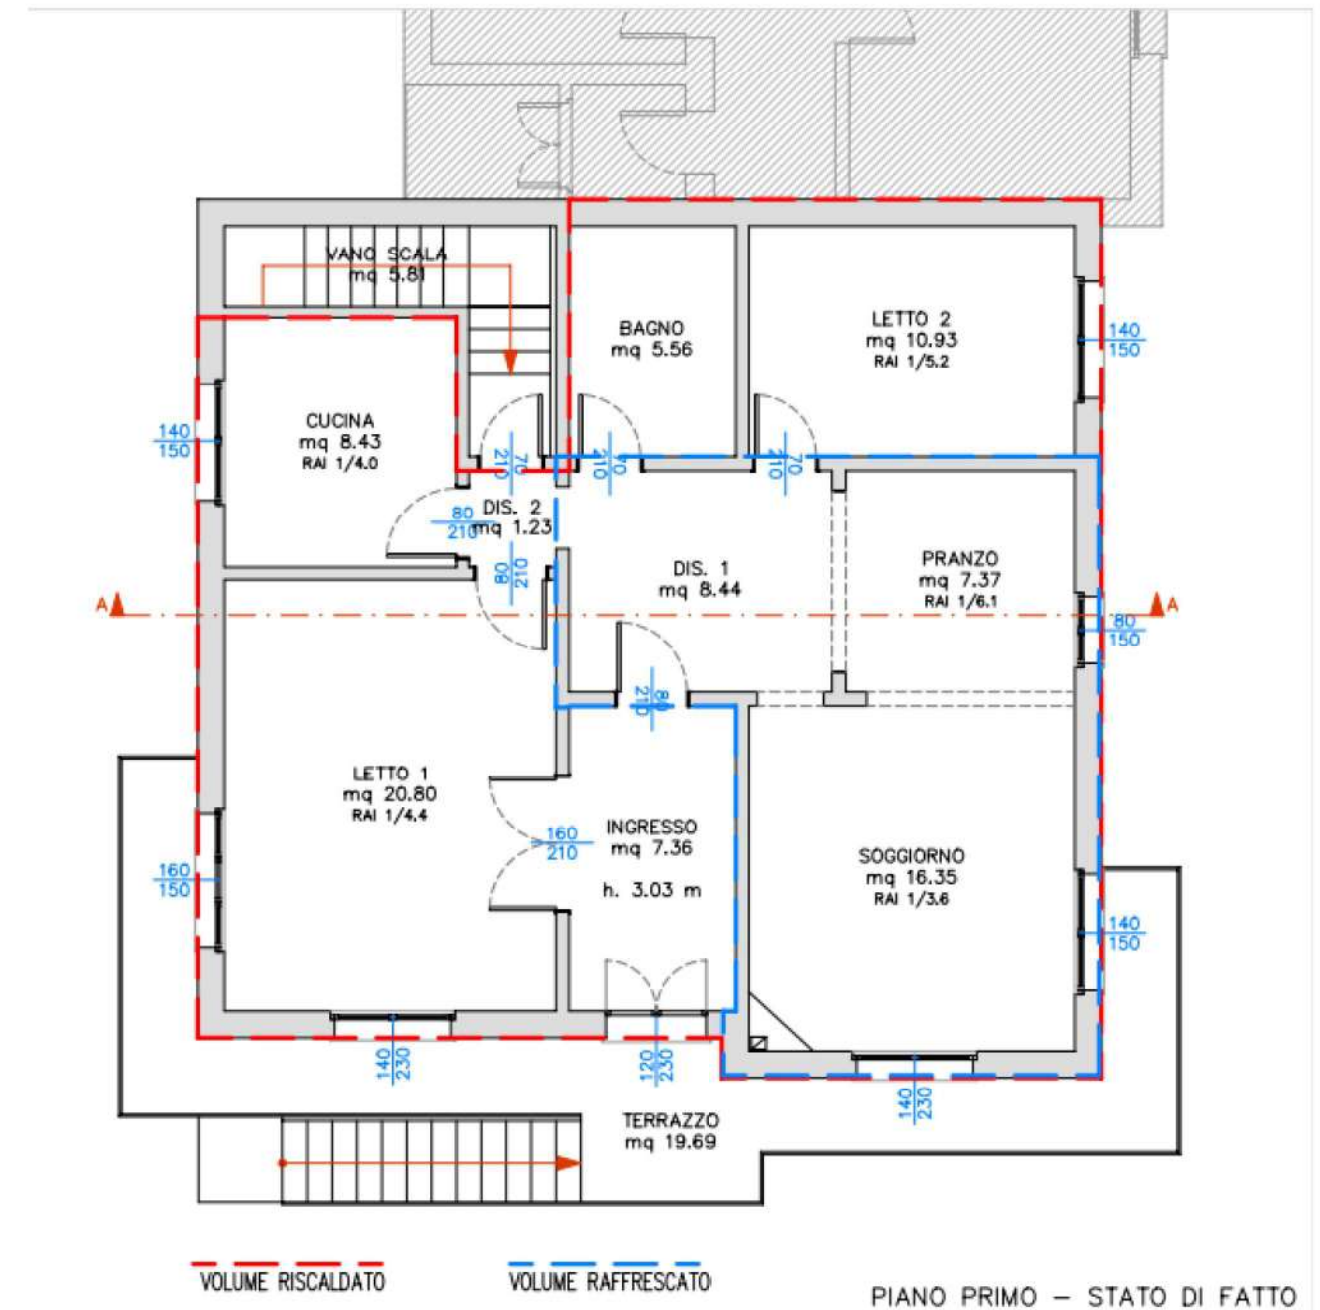 VANO SCALA
mq 5.81
BAGNO
mq 5.56
LETTO 2
mq 10.93
RAI 1/5.2
140
150
CUCINA
mq 8.43
RAI 1/4.0
140
150
70
210
70
210
70
210
80
210
DIS. 2
mq 1.23
80
210
DIS. 1
mq 8.44
PRANZO
mq 7.37
RAI 1/6.1
A
A
80
150
80
210
LETTO 1
mq 20.80
RAI 1/4.4
160
210
INGRESSO
mq 7.36
h. 3.03 m
SOGGIORNO
mq 16.35
RAI 1/3.6
160
150
140
150
140
230
120
230
140
230
TERRAZZO
mq 19.69
VOLUME RISCALDATO
VOLUME RAFFRESCATO
PIANO PRIMO – STATO DI FATTO